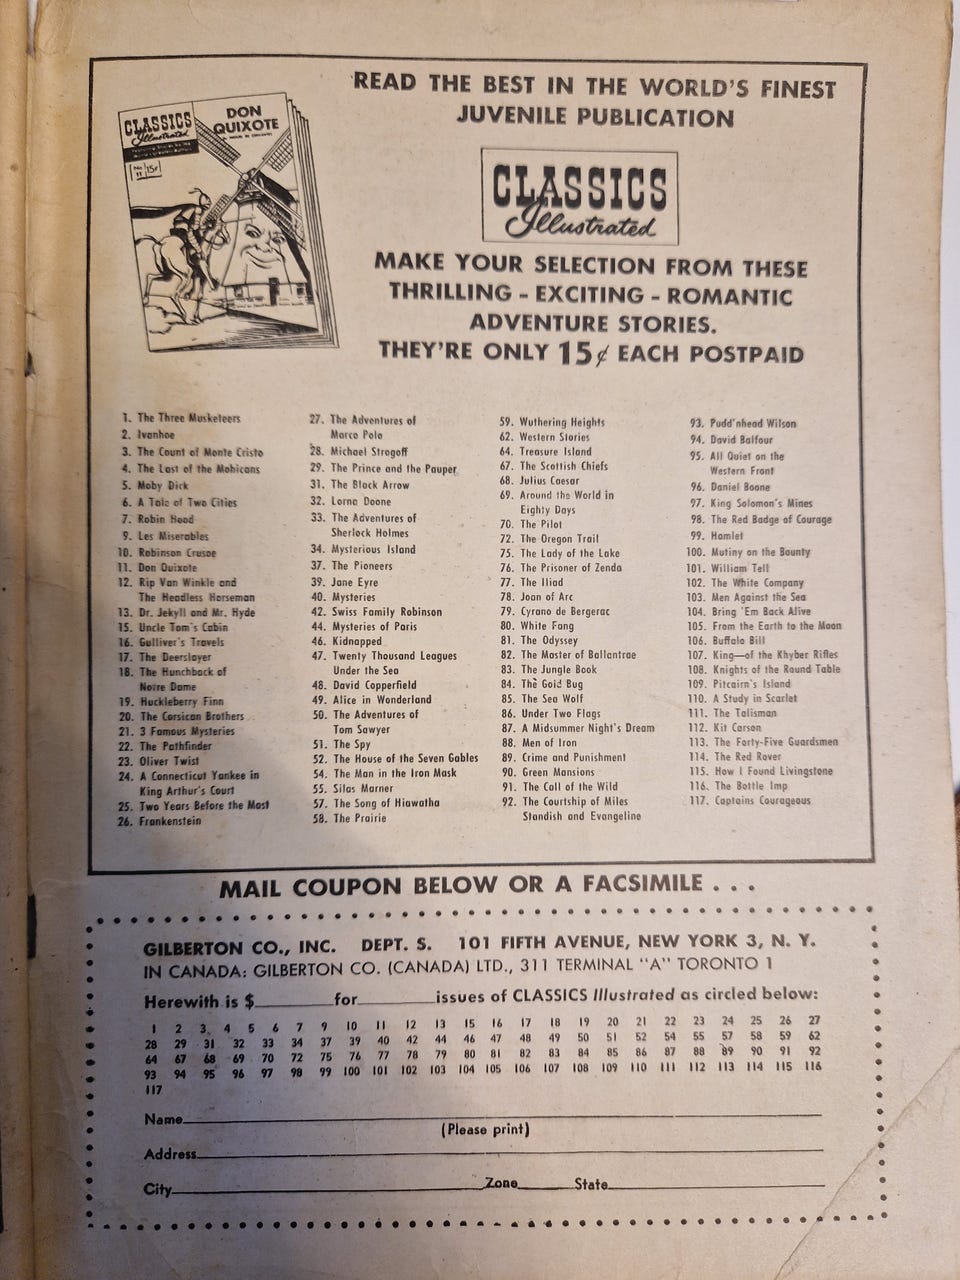 CLASSICS
Illustrated
DON
QUIXOTE
15¢
READ THE BEST IN THE WORLD'S FINEST
JUVENILE PUBLICATION
CLASSICS
Illustrated
MAKE YOUR SELECTION FROM THESE
THRILLING - EXCITING - ROMANTIC
ADVENTURE STORIES.
THEY'RE ONLY 15¢ EACH POSTPAID
1. The Three Musketeers
2. Ivanhoe
3. The Count of Monte Cristo
4. The Last of the Mohicans
5. Moby Dick
6. A Tale of Two Cities
7. Robin Hood
9. Les Miserables
10. Robinson Crusoe
11. Don Quixote
12. Rip Van Winkle and
The Headless Horseman
13. Dr. Jekyll and Mr. Hyde
15. Uncle Tom's Cabin
16. Gulliver's Travels
17. The Deerslayer
18. The Hunchback of
Notre Dame
19. Huckleberry Finn
20. The Corsican Brothers
21. 3 Famous Mysteries
22. The Pathfinder
23. Oliver Twist
24. A Connecticut Yankee in
King Arthur's Court
25. Two Years Before the Mast
26. Frankenstein
27. The Adventures of
Marco Polo
28. Michael Strogoff
29. The Prince and the Pauper
31. The Black Arrow
32. Lorna Doone
33. The Adventures of
Sherlock Holmes
34. Mysterious Island
37. The Pioneers
39. Jane Eyre
40. Mysteries
42. Swiss Family Robinson
44. Mysteries of Paris
46. Kidnapped
47. Twenty Thousand Leagues
Under the Sea
48. David Copperfield
49. Alice in Wonderland
50. The Adventures of
Tom Sawyer
51. The Spy
52. The House of the Seven Gables
54. The Man in the Iron Mask
55. Silas Marner
57. The Song of Hiawatha
58. The Prairie
59. Wuthering Heights
62. Western Stories
64. Treasure Island
67. The Scottish Chiefs
68. Julius Caesar
69. Around the World in
Eighty Days
70. The Pilot
72. The Oregon Trail
75. The Lady of the Lake
76. The Prisoner of Zenda
77. The Iliad
78. Joan of Arc
79. Cyrano de Bergerac
80. White Fang
81. The Odyssey
82. The Master of Ballantrae
83. The Jungle Book
84. The Gold Bug
85. The Sea Wolf
86. Under Two Flags
87. A Midsummer Night's Dream
88. Men of Iron
89. Crime and Punishment
90. Green Mansions
91. The Call of the Wild
92. The Courtship of Miles
Standish and Evangeline
93. Pudd'nhead Wilson
94. David Balfour
95. All Quiet on the
Western Front
96. Daniel Boone
97. King Solomon's Mines
98. The Red Badge of Courage
99. Hamlet
100. Mutiny on the Bounty
101. William Tell
102. The White Company
103. Men Against the Sea
104. Bring 'Em Back Alive
105. From the Earth to the Moon
106. Buffalo Bill
107. King—of the Khyber Rifles
108. Knights of the Round Table
109. Pitcairn's Island
110. A Study in Scarlet
111. The Talisman
112. Kit Carson
113. The Forty-Five Guardsmen
114. The Red Rover
115. How I Found Livingstone
116. The Bottle Imp
117. Captains Courageous
MAIL COUPON BELOW OR A FACSIMILE . . .
GILBERTON CO., INC. DEPT. S. 101 FIFTH AVENUE, NEW YORK 3, N. Y.
IN CANADA: GILBERTON CO. (CANADA) LTD., 311 TERMINAL "A" TORONTO 1
Herewith is $ for issues of CLASSICS Illustrated as circled below:
1 2 3 4 5 6 7 9 10 11 12 13 15 16 17 18 19 20 21 22 23 24 25 26 27
28 29 31 32 33 34 37 39 40 42 44 46 47 48 49 50 51 52 54 55 57 58 59 62
64 67 68 69 70 72 75 76 77 78 79 80 81 82 83 84 85 86 87 88 89 90 91 92
93 94 95 96 97 98 99 100 101 102 103 104 105 106 107 108 109 110 111 112 113 114 115 116
117
Name
(Please print)
Address
City Zone State